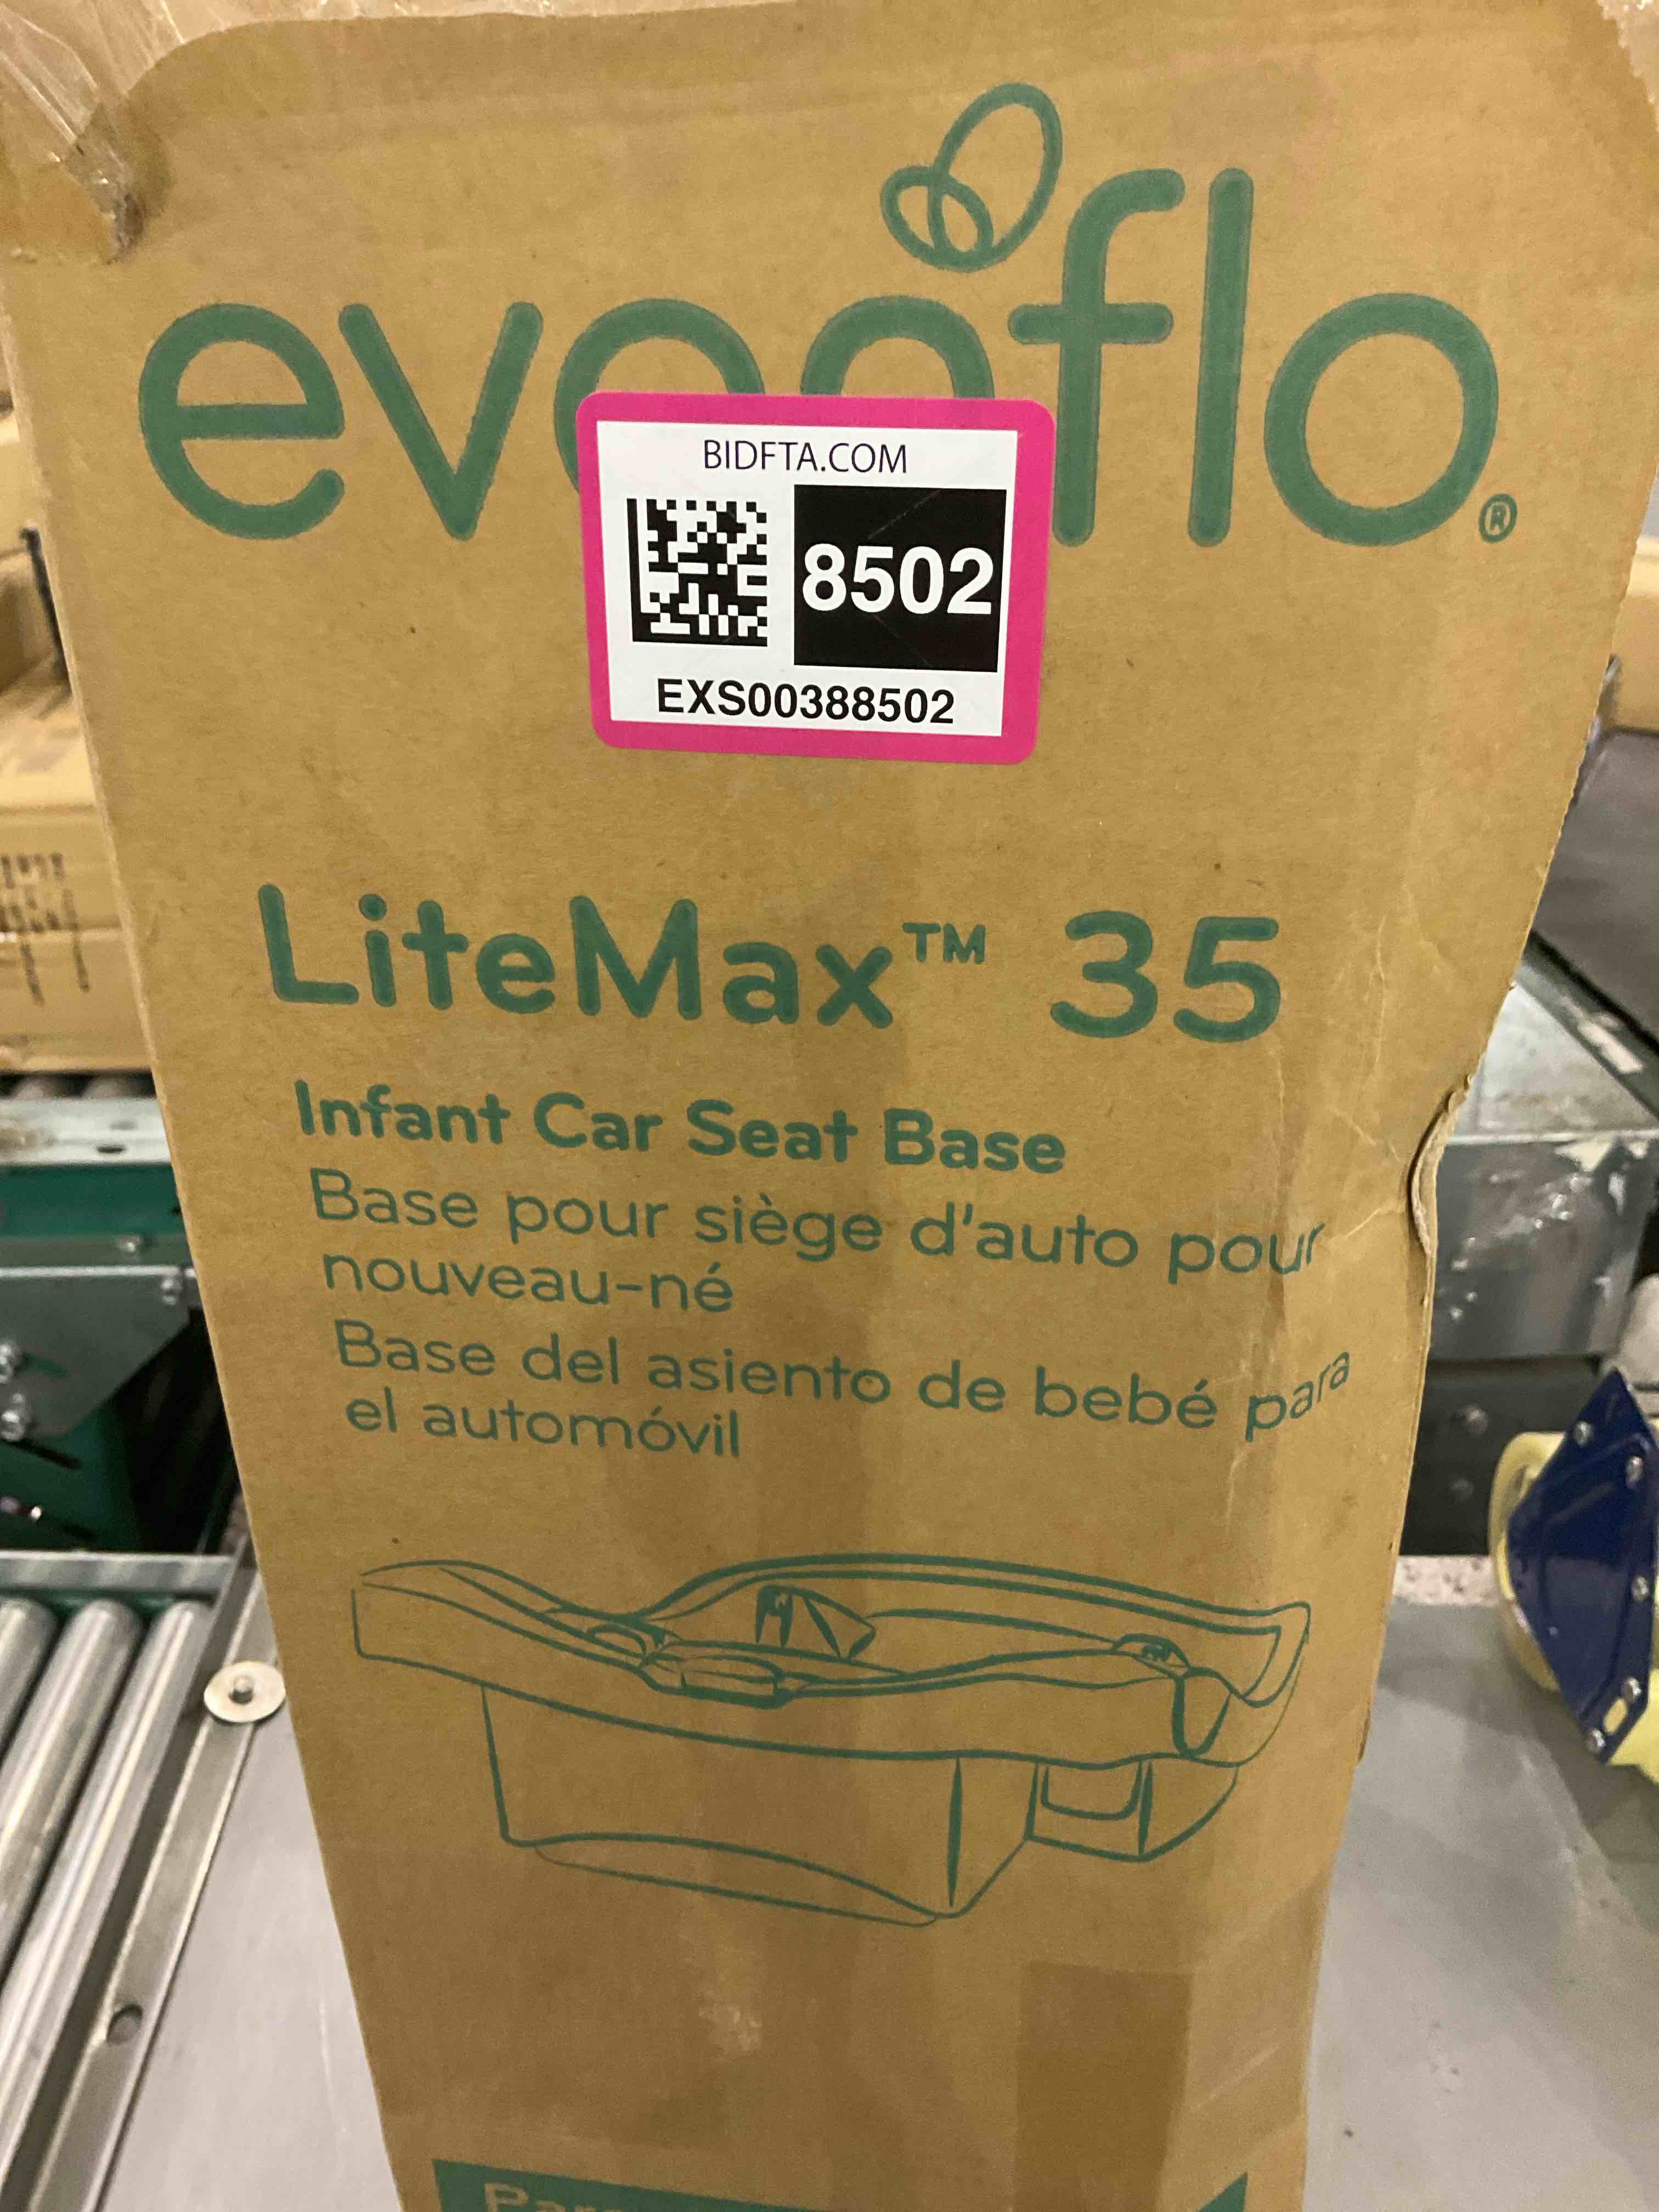 evenflo®
BIDFTA.COM
8502
EXS00388502
LiteMax™ 35
Infant Car Seat Base
Base pour siège d'auto pour
nouveau-né
Base del asiento de bebé para
el automóvil